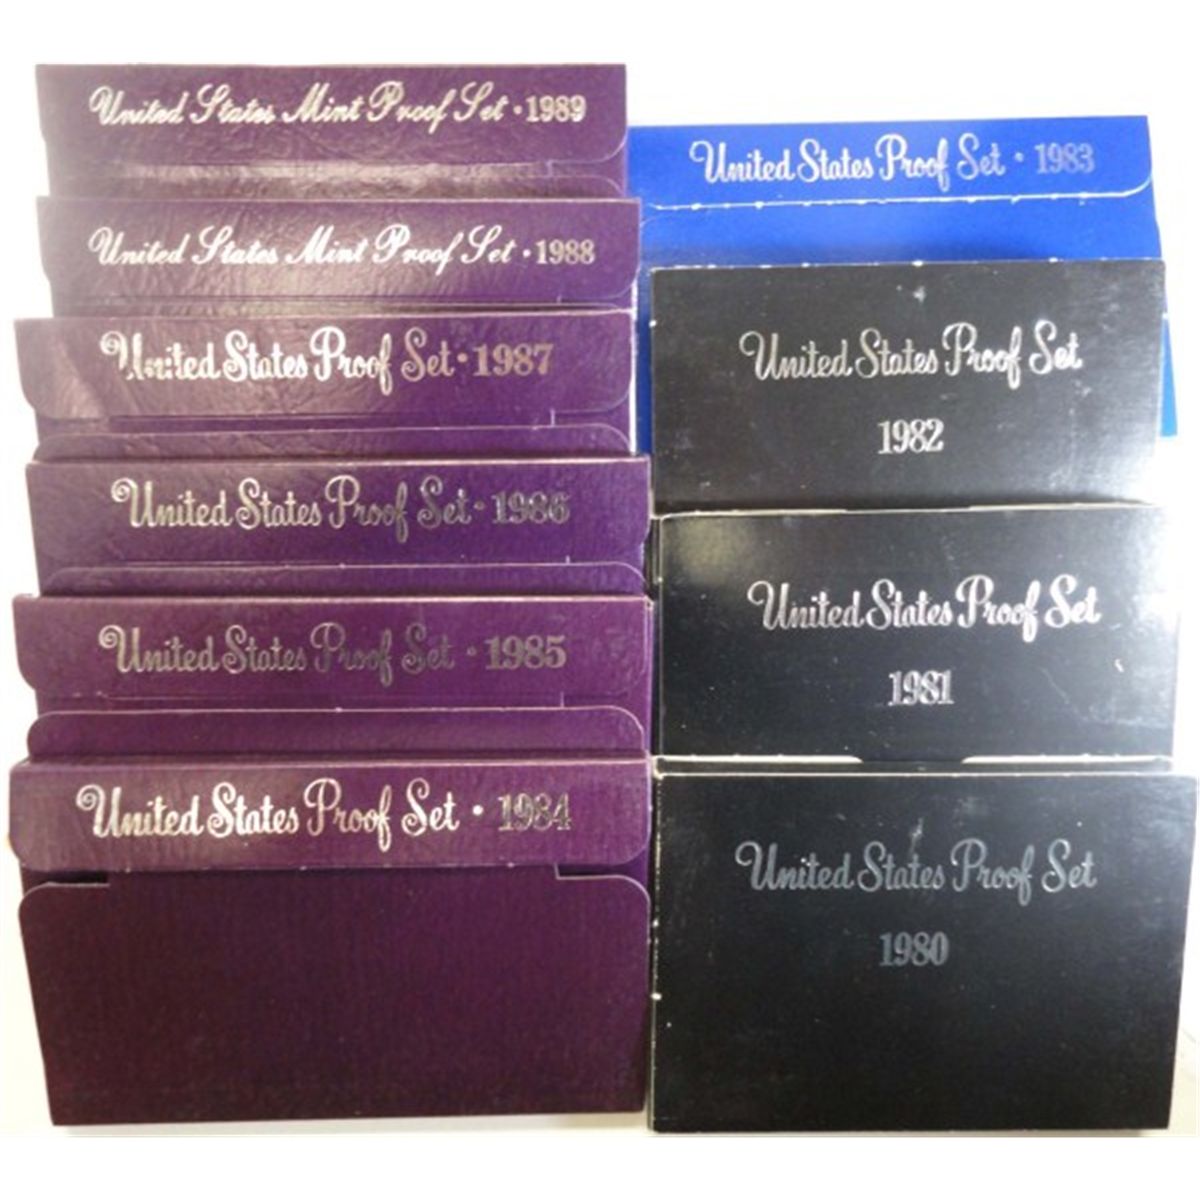 United States Mint Proof Set · 1989
United States Mint Proof Set · 1988
United States Proof Set · 1987
United States Proof Set · 1986
United States Proof Set · 1985
United States Proof Set · 1984
United States Proof Set · 1983
United States Proof Set
1982
United States Proof Set
1981
United States Proof Set
1980